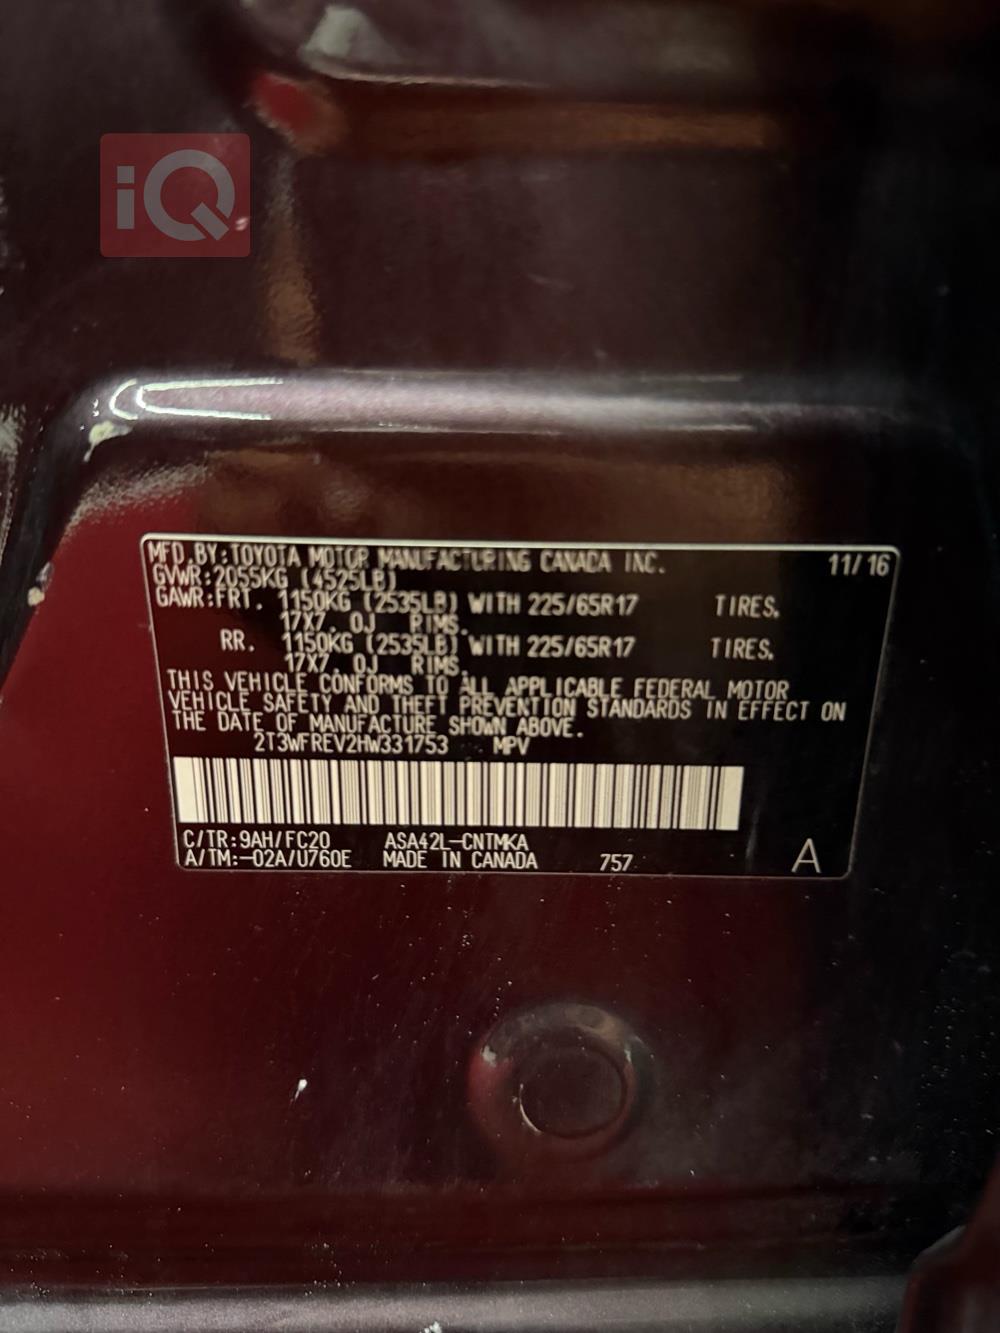 iQ
MFD.BY:TOYOTA MOTOR MANUFACTURING CANADA INC. 11/16
GVWR:2055KG (4525LB)
GAWR:FRT. 1150KG (2535LB) WITH 225/65R17 TIRES.
17X7.0J RIMS.
RR. 1150KG (2535LB) WITH 225/65R17 TIRES.
17X7.0J RIMS.
THIS VEHICLE CONFORMS TO ALL APPLICABLE FEDERAL MOTOR
VEHICLE SAFETY AND THEFT PREVENTION STANDARDS IN EFFECT ON
THE DATE OF MANUFACTURE SHOWN ABOVE.
2T3WFREV2HW331753 MPV
C/TR:9AH/FC20 ASA42L-CNTMKA
A/TM:-02A/U760E MADE IN CANADA 757 A